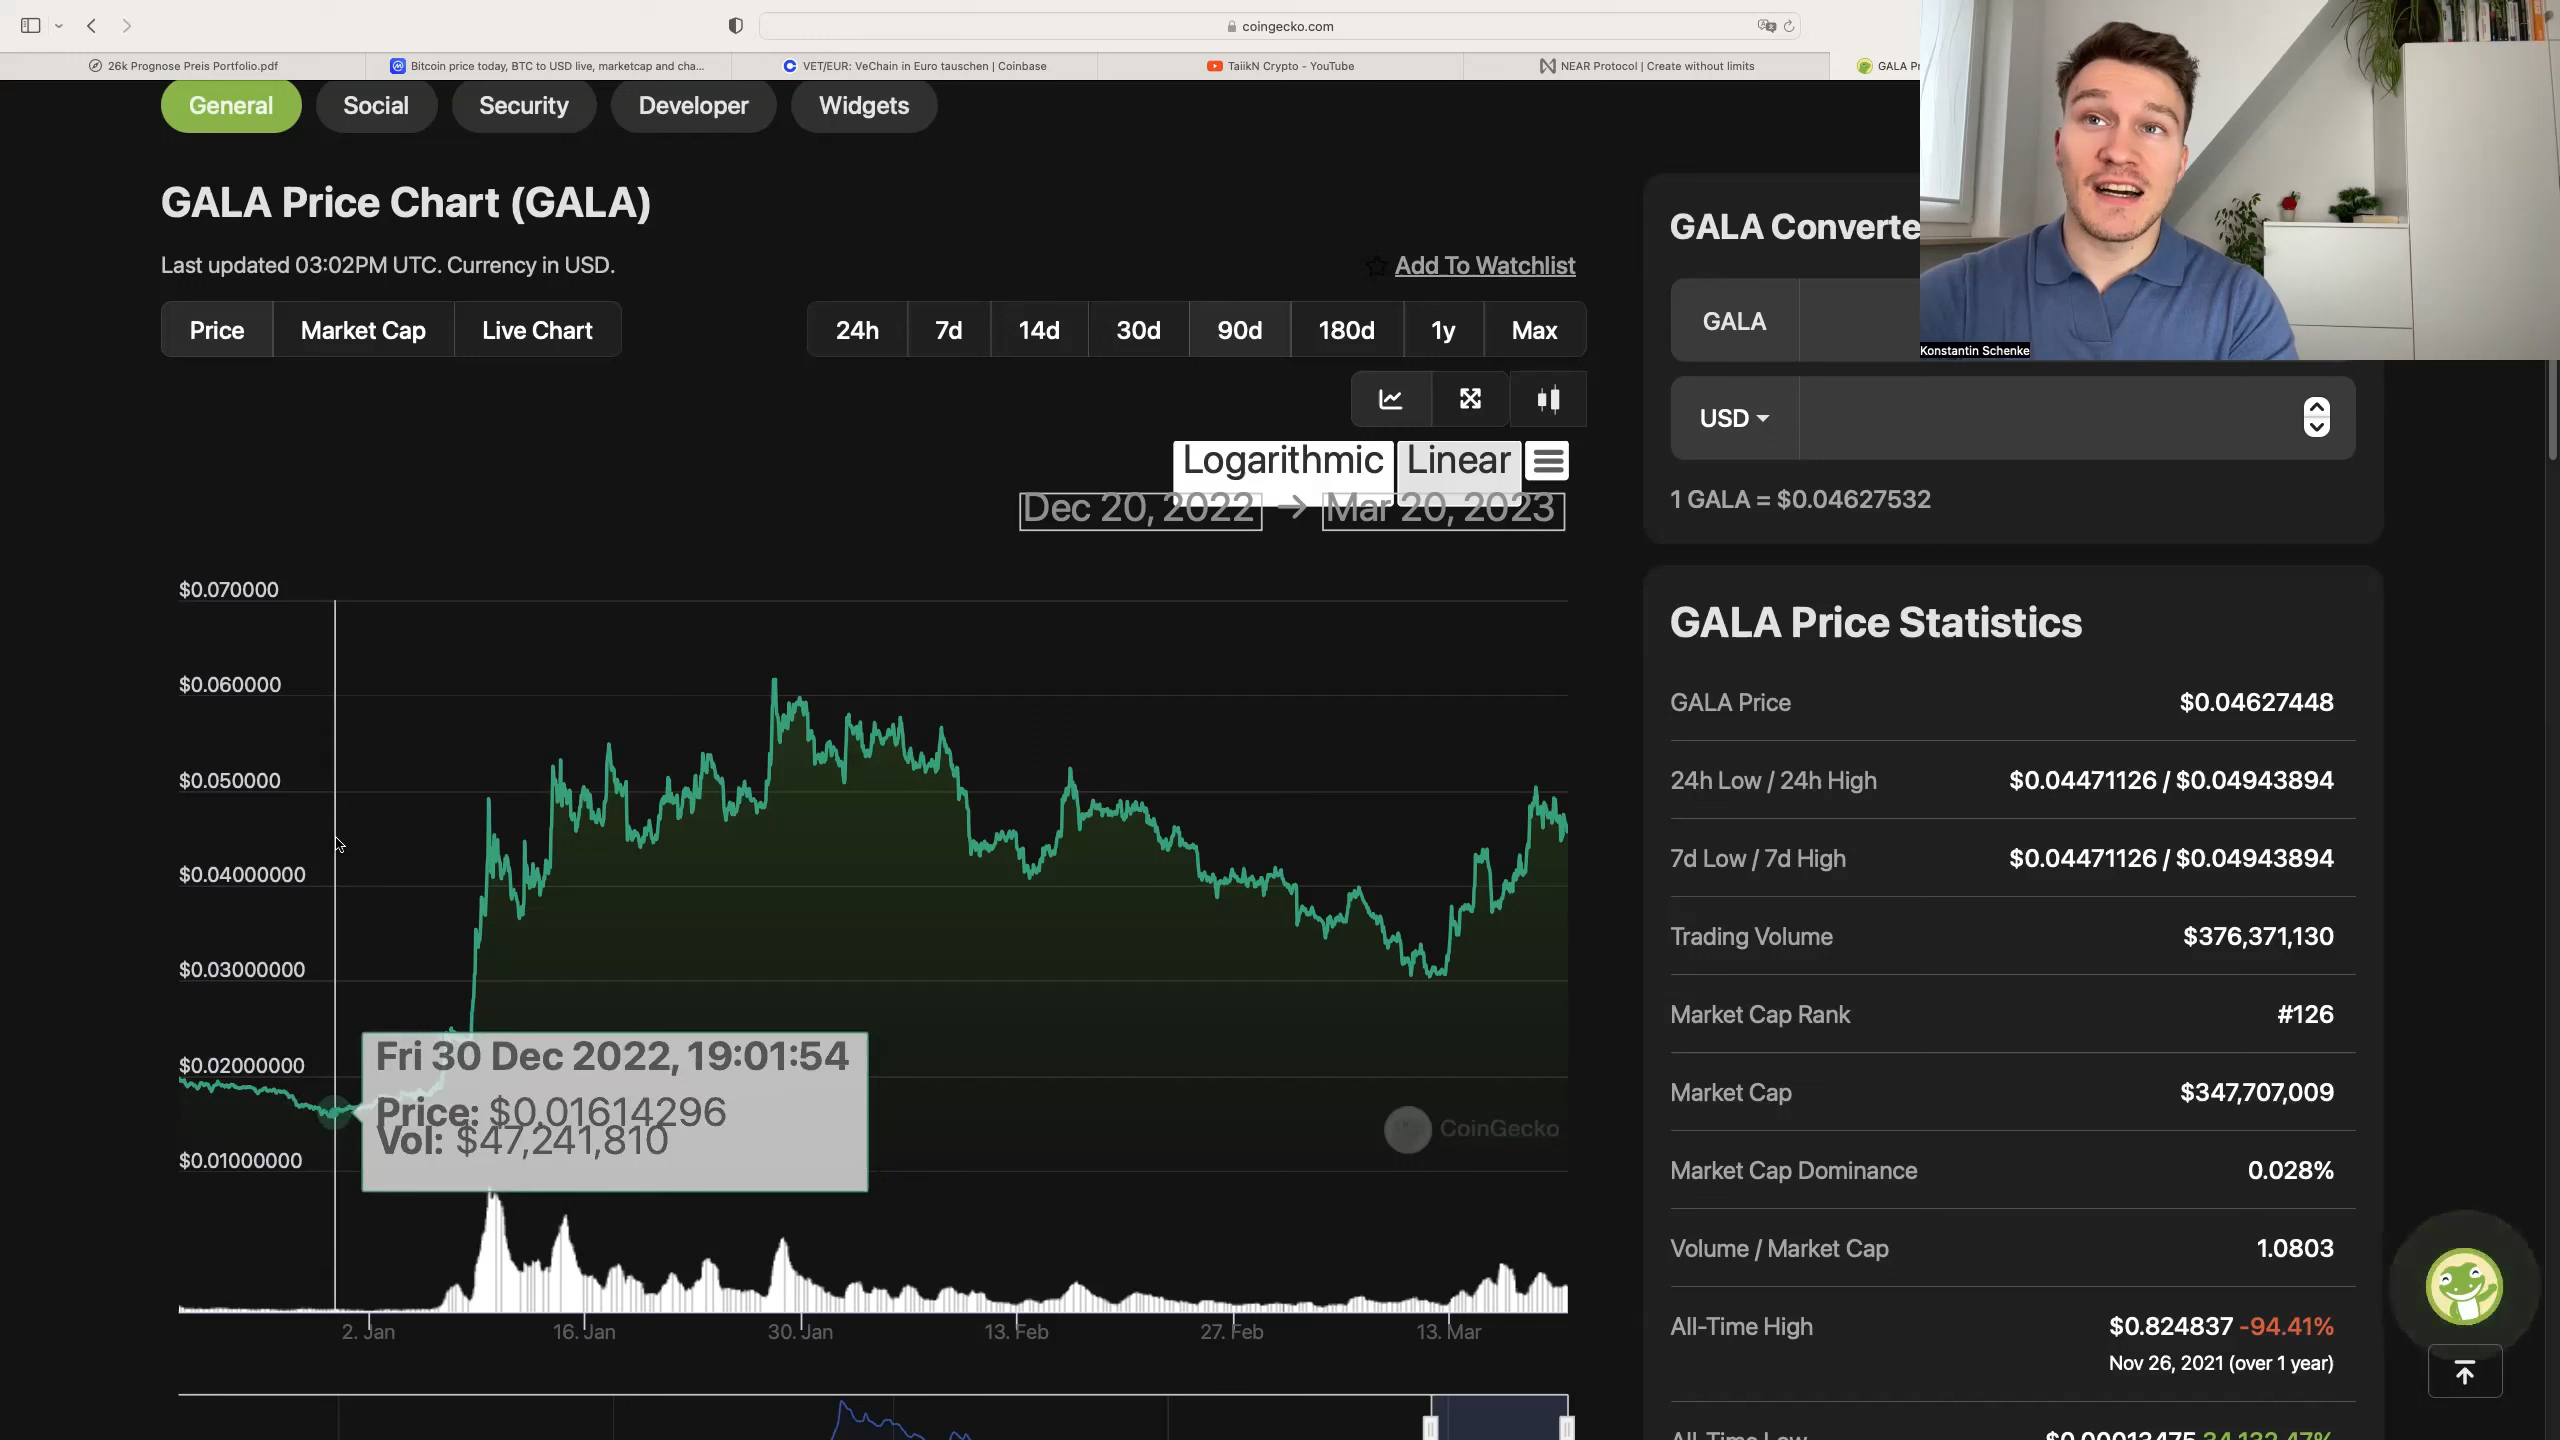 coingecko.com
26k Prognose Preis Portfolio.pdf
Bitcoin price today, BTC to USD live, marketcap and cha...
VET/EUR: VeChain in Euro tauschen | Coinbase
TaiikN Crypto - YouTube
NEAR Protocol | Create without limits
GALA Pr
General
Social
Security
Developer
Widgets
GALA Price Chart (GALA)
Last updated 03:02PM UTC. Currency in USD.
Add To Watchlist
Price
Market Cap
Live Chart
24h
7d
14d
30d
90d
180d
1y
Max
Logarithmic
Linear
Dec 20, 2022 → Mar 20, 2023
$0.070000
$0.060000
$0.050000
$0.04000000
$0.03000000
$0.02000000
$0.01000000
Fri 30 Dec 2022, 19:01:54
Price: $0.01614296
Vol: $47,241,810
CoinGecko
2. Jan
16. Jan
30. Jan
13. Feb
27. Feb
13. Mar
GALA Converte
Konstantin Schenke
GALA
USD
1 GALA = $0.04627532
GALA Price Statistics
GALA Price $0.04627448
24h Low / 24h High $0.04471126 / $0.04943894
7d Low / 7d High $0.04471126 / $0.04943894
Trading Volume $376,371,130
Market Cap Rank #126
Market Cap $347,707,009
Market Cap Dominance 0.028%
Volume / Market Cap 1.0803
All-Time High $0.824837 -94.41%
Nov 26, 2021 (over 1 year)
All-Time Low $0.00013475 34,132.47%